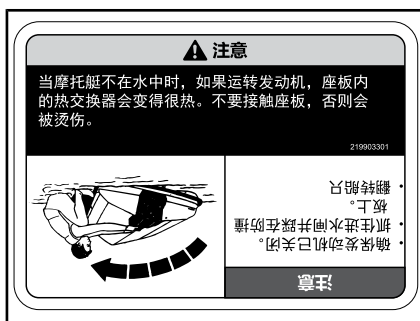 注意
当摩托艇不在水中时，如果运转发动机，座板内
的热交换器会变得很热。不要接触座板，否则会
被烫伤。
219903301
注意
• 确保发动机已关闭。
• 抓住进水闸并踩在防撞
板上。
• 翻转船只